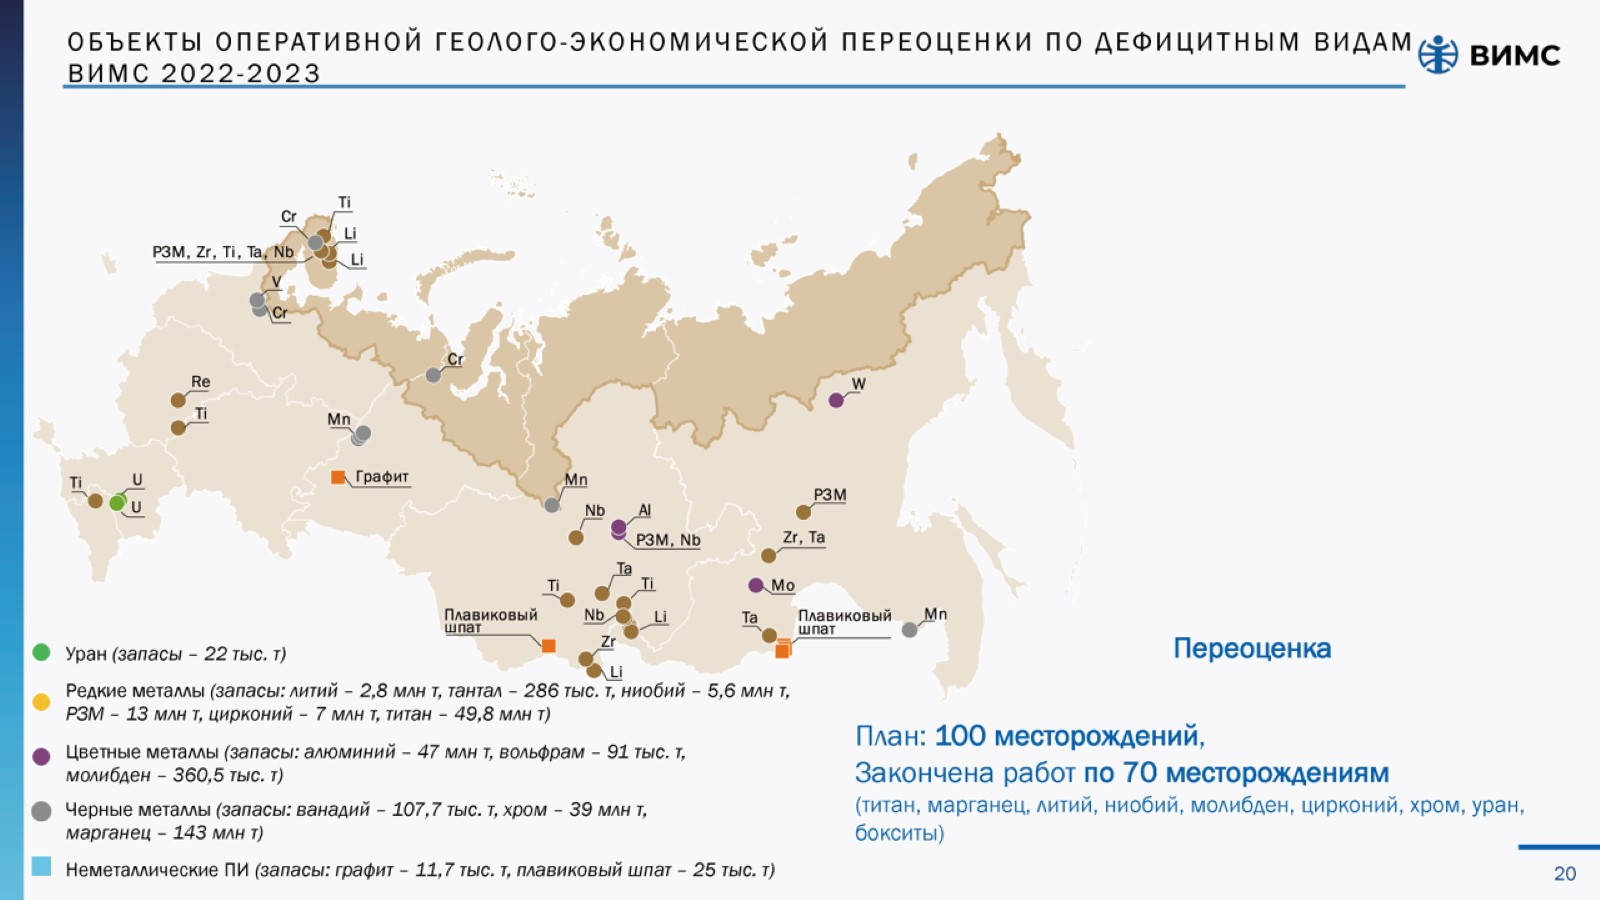 ОБЪЕКТЫ ОПЕРАТИВНОЙ ГЕОЛОГО-ЭКОНОМИЧЕСКОЙ ПЕРЕОЦЕНКИ ПО ДЕФИЦИТНЫМ ВИДАМ
ВИМС 2022-2023
ВИМС
Ti
Cr
Li
РЗМ, Zr, Ti, Ta, Nb
Li
V
Cr
Cr
Re
W
Ti
Mn
Графит
Mn
Ti
U
U
РЗМ
Nb
Al
РЗМ, Nb
Zr, Ta
Ta
Ti
Ti
Mo
Плавиковый
шпат
Nb
Li
Ta
Плавиковый
шпат
Mn
Zr
Li
Уран (запасы – 22 тыс. т)
Редкие металлы (запасы: литий – 2,8 млн т, тантал – 286 тыс. т, ниобий – 5,6 млн т,
РЗМ – 13 млн т, цирконий – 7 млн т, титан – 49,8 млн т)
Цветные металлы (запасы: алюминий – 47 млн т, вольфрам – 91 тыс. т,
молибден – 360,5 тыс. т)
Черные металлы (запасы: ванадий – 107,7 тыс. т, хром – 39 млн т,
марганец – 143 млн т)
Неметаллические ПИ (запасы: графит – 11,7 тыс. т, плавиковый шпат – 25 тыс. т)
Переоценка
План: 100 месторождений,
Закончена работ по 70 месторождениям
(титан, марганец, литий, ниобий, молибден, цирконий, хром, уран,
бокситы)
20